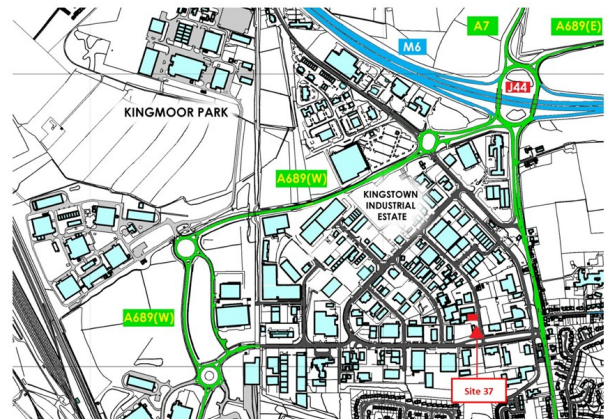 A7
A689(E)
M6
J44
KINGMOOR PARK
A689(W)
KINGSTOWN
INDUSTRIAL
ESTATE
A689(W)
Site 37